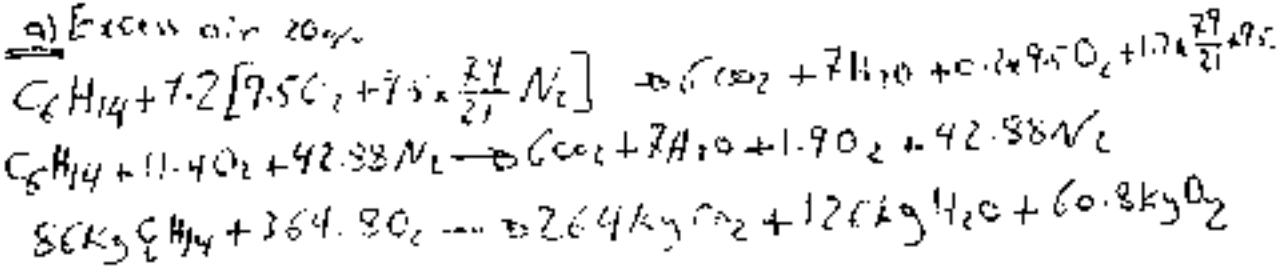 a) Excess air 20%
C₆H₁₄ + 1.2[9.5O₂ + 9.5 × 79/21 N₂] → 6CO₂ + 7H₂O + 0.2×9.5O₂ + 1.2 × 79/21 × 9.5
C₆H₁₄ + 11.4O₂ + 42.88N₂ → 6CO₂ + 7H₂O + 1.9O₂ + 42.88N₂
86kg C₆H₁₄ + 364.8O₂ → 264kg CO₂ + 126kg H₂O + 60.8kg O₂